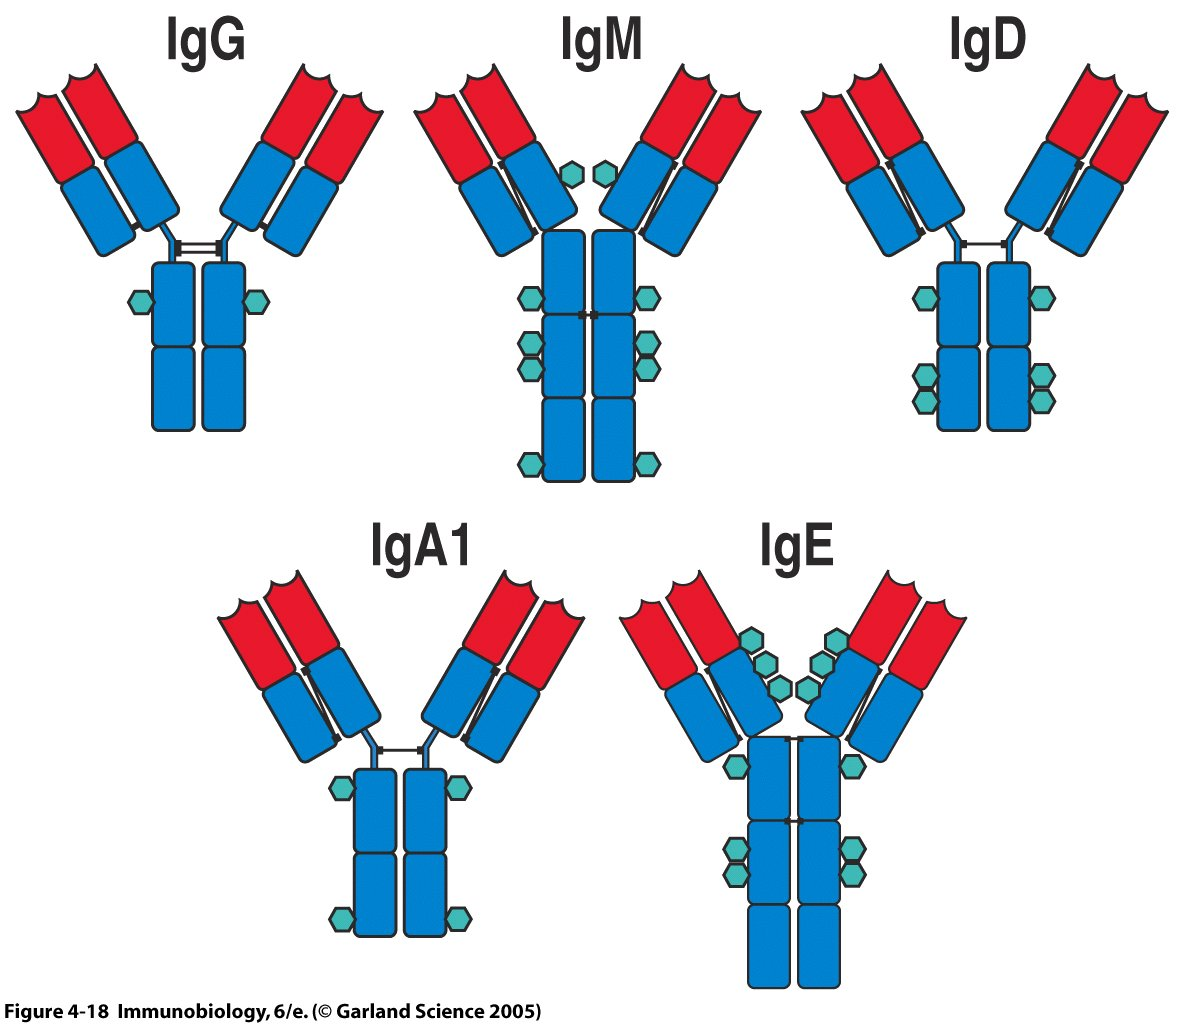 IgG
IgM
IgD
IgA1
IgE
Figure 4-18 Immunobiology, 6/e. (© Garland Science 2005)